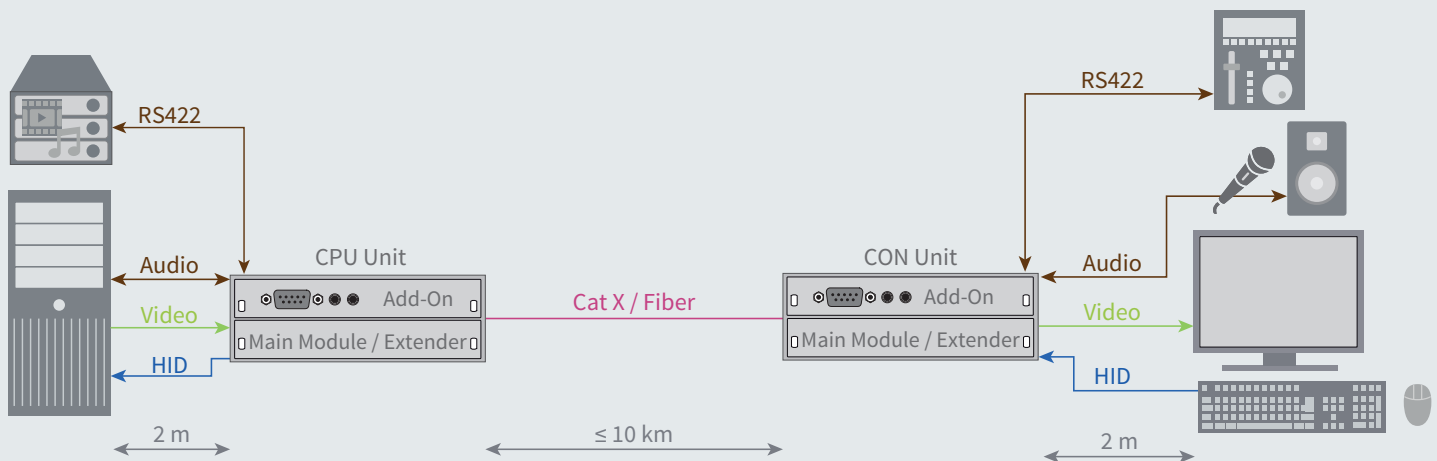 RS422
RS422
CPU Unit
CON Unit
Audio
Add-On
Add-On
Audio
Cat X / Fiber
Video
Video
Main Module / Extender
Main Module / Extender
HID
HID
2 m
≤ 10 km
2 m